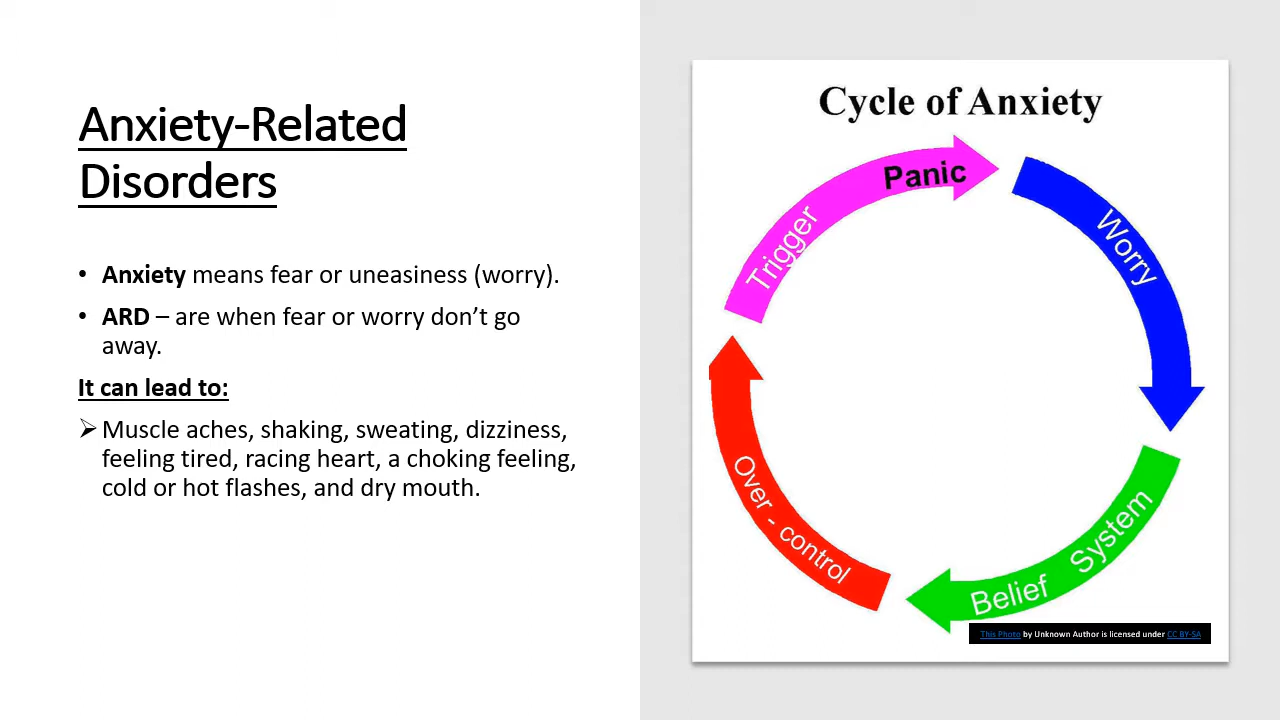 Anxiety-Related
Disorders
• Anxiety means fear or uneasiness (worry).
• ARD – are when fear or worry don’t go
away.
It can lead to:
➢ Muscle aches, shaking, sweating, dizziness,
feeling tired, racing heart, a choking feeling,
cold or hot flashes, and dry mouth.
Cycle of Anxiety
Trigger
Panic
Worry
Belief System
Over - control
This Photo by Unknown Author is licensed under CC BY-SA